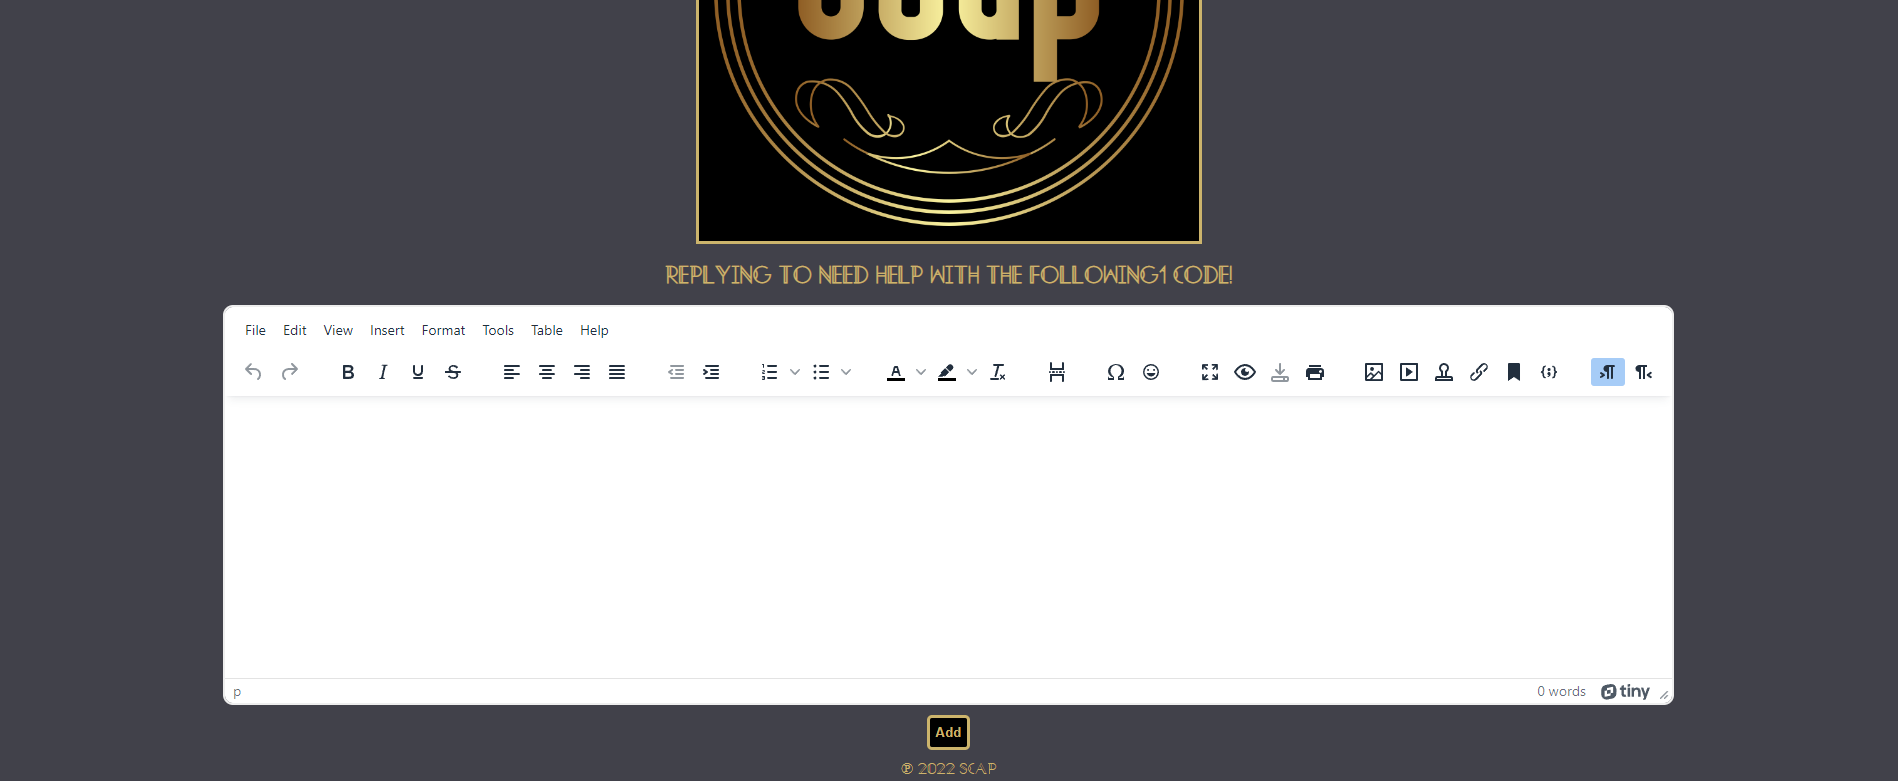 REPLYING TO NEED HELP WITH THE FOLLOWING1 CODE!
File Edit View Insert Format Tools Table Help
p 0 words tiny
Add
℗ 2022 SCAP